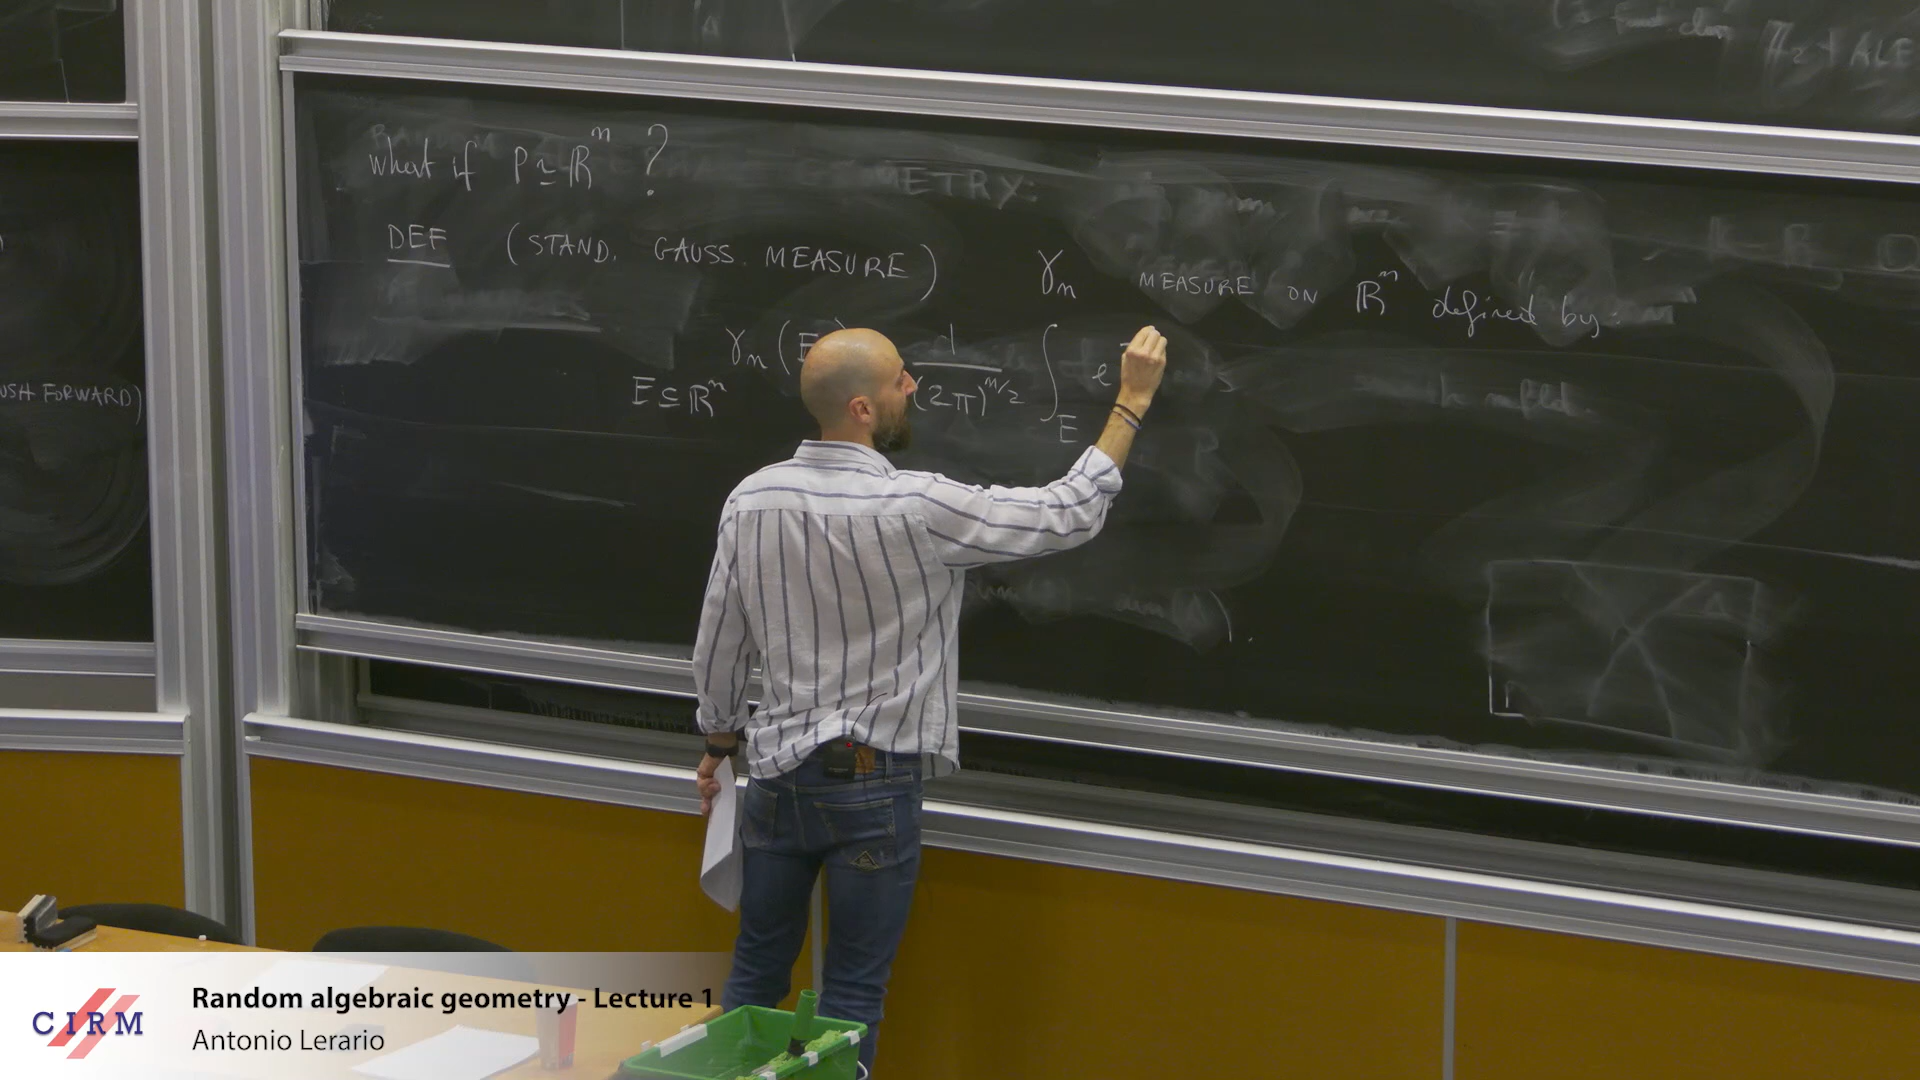 What if P ≃ ℝⁿ ?
DEF (STAND. GAUSS. MEASURE) γₙ MEASURE ON ℝⁿ defined by:
γₙ(E 1/(2π)^(n/2) ∫_E e
E ⊆ ℝⁿ
USH FORWARD)
ETRY
CIRM
Random algebraic geometry - Lecture 1
Antonio Lerario